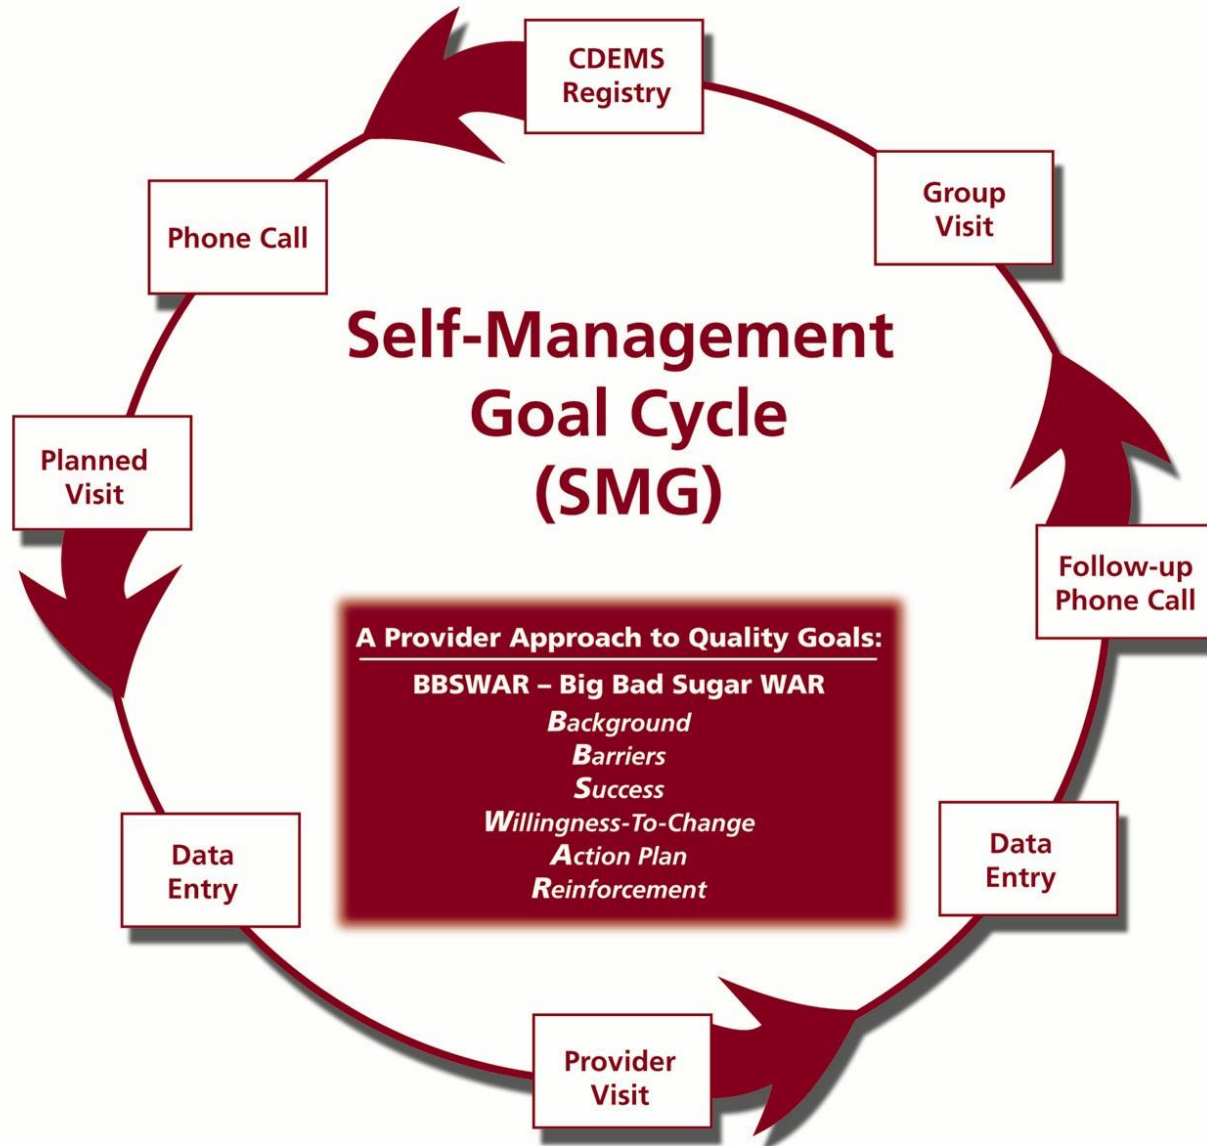 CDEMS
Registry
Group
Visit
Phone Call
Self-Management
Goal Cycle
(SMG)
Planned
Visit
Follow-up
Phone Call
A Provider Approach to Quality Goals:
BBSWAR – Big Bad Sugar WAR
Background
Barriers
Success
Willingness-To-Change
Action Plan
Reinforcement
Data
Entry
Data
Entry
Provider
Visit